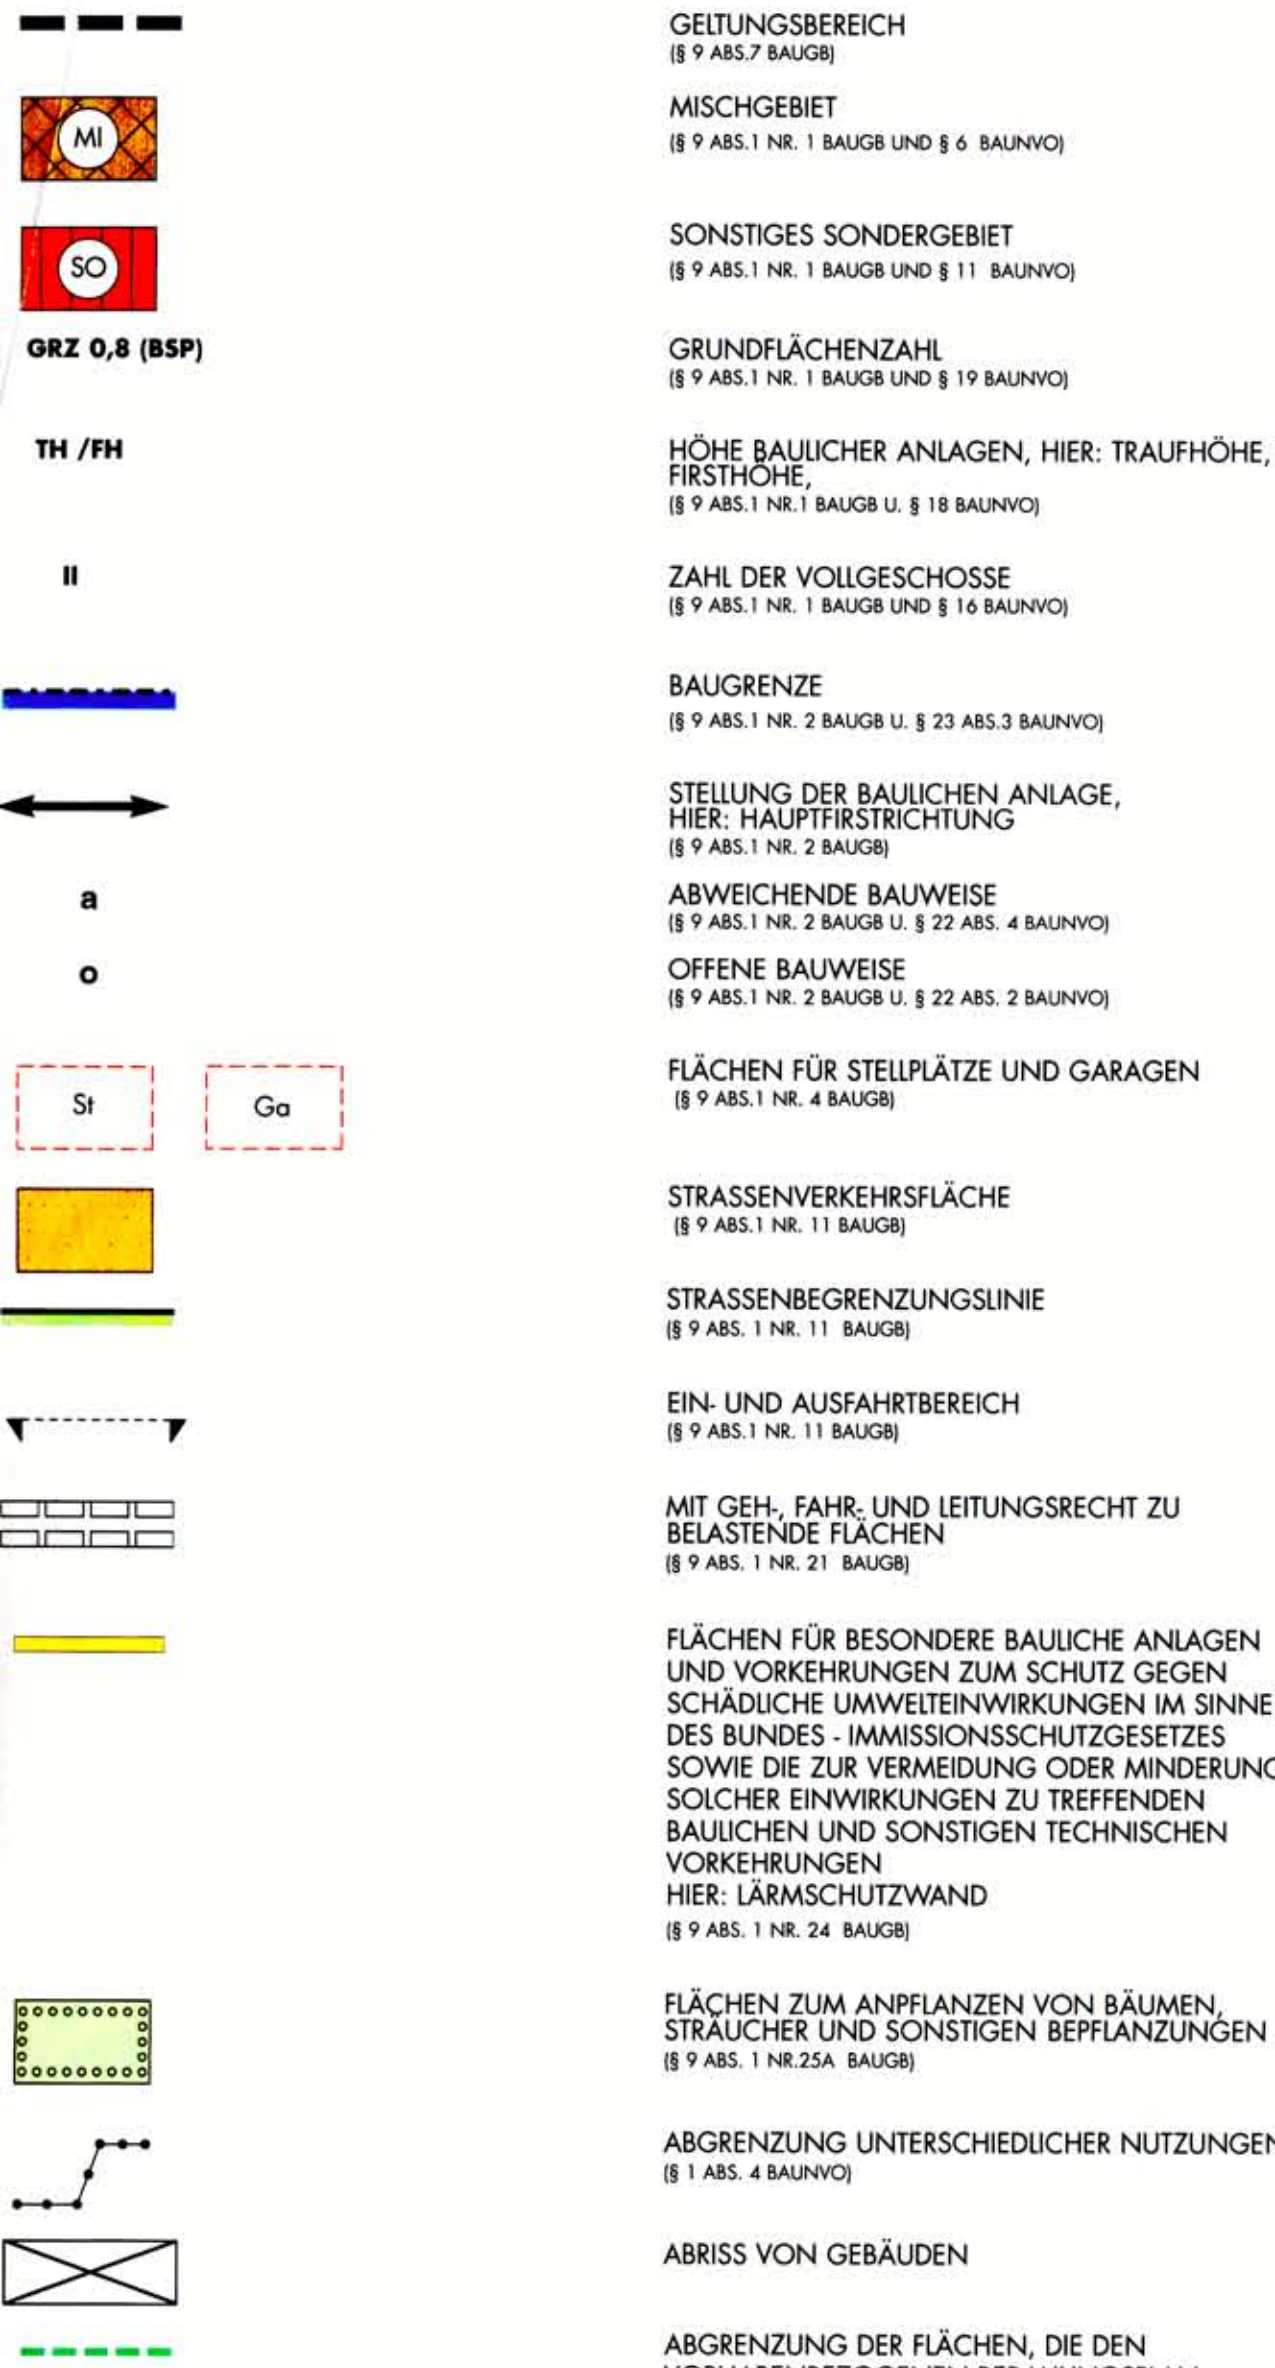 GELTUNGSBEREICH
(§ 9 ABS.7 BAUGB)
MI
MISCHGEBIET
(§ 9 ABS.1 NR. 1 BAUGB UND § 6 BAUNVO)
SO
SONSTIGES SONDERGEBIET
(§ 9 ABS.1 NR. 1 BAUGB UND § 11 BAUNVO)
GRZ 0,8 (BSP)
GRUNDFLÄCHENZAHL
(§ 9 ABS.1 NR. 1 BAUGB UND § 19 BAUNVO)
TH /FH
HÖHE BAULICHER ANLAGEN, HIER: TRAUFHÖHE,
FIRSTHÖHE,
(§ 9 ABS.1 NR.1 BAUGB U. § 18 BAUNVO)
II
ZAHL DER VOLLGESCHOSSE
(§ 9 ABS.1 NR. 1 BAUGB UND § 16 BAUNVO)
BAUGRENZE
(§ 9 ABS.1 NR. 2 BAUGB U. § 23 ABS.3 BAUNVO)
STELLUNG DER BAULICHEN ANLAGE,
HIER: HAUPTFIRSTRICHTUNG
(§ 9 ABS.1 NR. 2 BAUGB)
a
ABWEICHENDE BAUWEISE
(§ 9 ABS.1 NR. 2 BAUGB U. § 22 ABS. 4 BAUNVO)
o
OFFENE BAUWEISE
(§ 9 ABS.1 NR. 2 BAUGB U. § 22 ABS. 2 BAUNVO)
St Ga
FLÄCHEN FÜR STELLPLÄTZE UND GARAGEN
(§ 9 ABS.1 NR. 4 BAUGB)
STRASSENVERKEHRSFLÄCHE
(§ 9 ABS.1 NR. 11 BAUGB)
STRASSENBEGRENZUNGSLINIE
(§ 9 ABS. 1 NR. 11 BAUGB)
EIN- UND AUSFAHRTBEREICH
(§ 9 ABS.1 NR. 11 BAUGB)
MIT GEH-, FAHR- UND LEITUNGSRECHT ZU
BELASTENDE FLÄCHEN
(§ 9 ABS. 1 NR. 21 BAUGB)
FLÄCHEN FÜR BESONDERE BAULICHE ANLAGEN
UND VORKEHRUNGEN ZUM SCHUTZ GEGEN
SCHÄDLICHE UMWELTEINWIRKUNGEN IM SINNE
DES BUNDES - IMMISSIONSSCHUTZGESETZES
SOWIE DIE ZUR VERMEIDUNG ODER MINDERUNG
SOLCHER EINWIRKUNGEN ZU TREFFENDEN
BAULICHEN UND SONSTIGEN TECHNISCHEN
VORKEHRUNGEN
HIER: LÄRMSCHUTZWAND
(§ 9 ABS. 1 NR. 24 BAUGB)
FLÄCHEN ZUM ANPFLANZEN VON BÄUMEN,
STRÄUCHER UND SONSTIGEN BEPFLANZUNGEN
(§ 9 ABS. 1 NR.25A BAUGB)
ABGRENZUNG UNTERSCHIEDLICHER NUTZUNGEN
(§ 1 ABS. 4 BAUNVO)
ABRISS VON GEBÄUDEN
ABGRENZUNG DER FLÄCHEN, DIE DEN